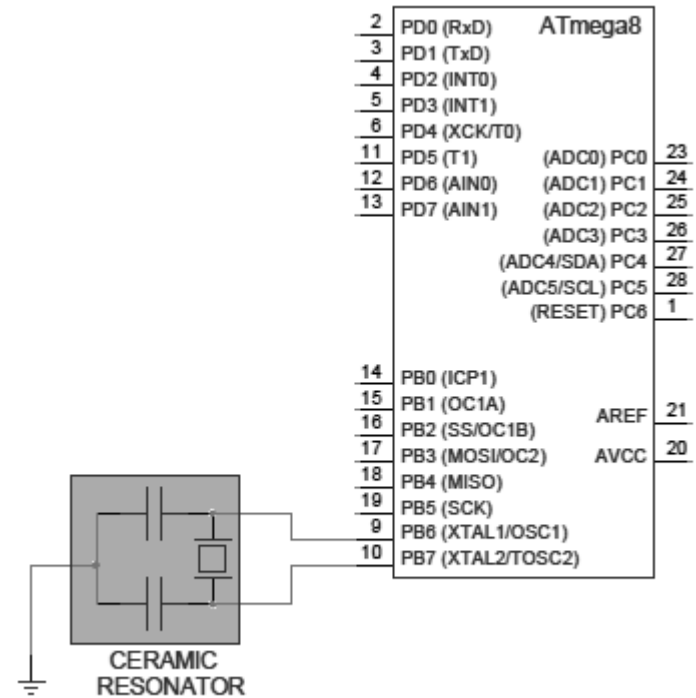 ATmega8
2 PD0 (RxD)
3 PD1 (TxD)
4 PD2 (INT0)
5 PD3 (INT1)
6 PD4 (XCK/T0)
11 PD5 (T1)
12 PD6 (AIN0)
13 PD7 (AIN1)
(ADC0) PC0 23
(ADC1) PC1 24
(ADC2) PC2 25
(ADC3) PC3 26
(ADC4/SDA) PC4 27
(ADC5/SCL) PC5 28
(RESET) PC6 1
14 PB0 (ICP1)
15 PB1 (OC1A)
16 PB2 (SS/OC1B)
17 PB3 (MOSI/OC2)
18 PB4 (MISO)
19 PB5 (SCK)
9 PB6 (XTAL1/OSC1)
10 PB7 (XTAL2/TOSC2)
AREF 21
AVCC 20
CERAMIC
RESONATOR